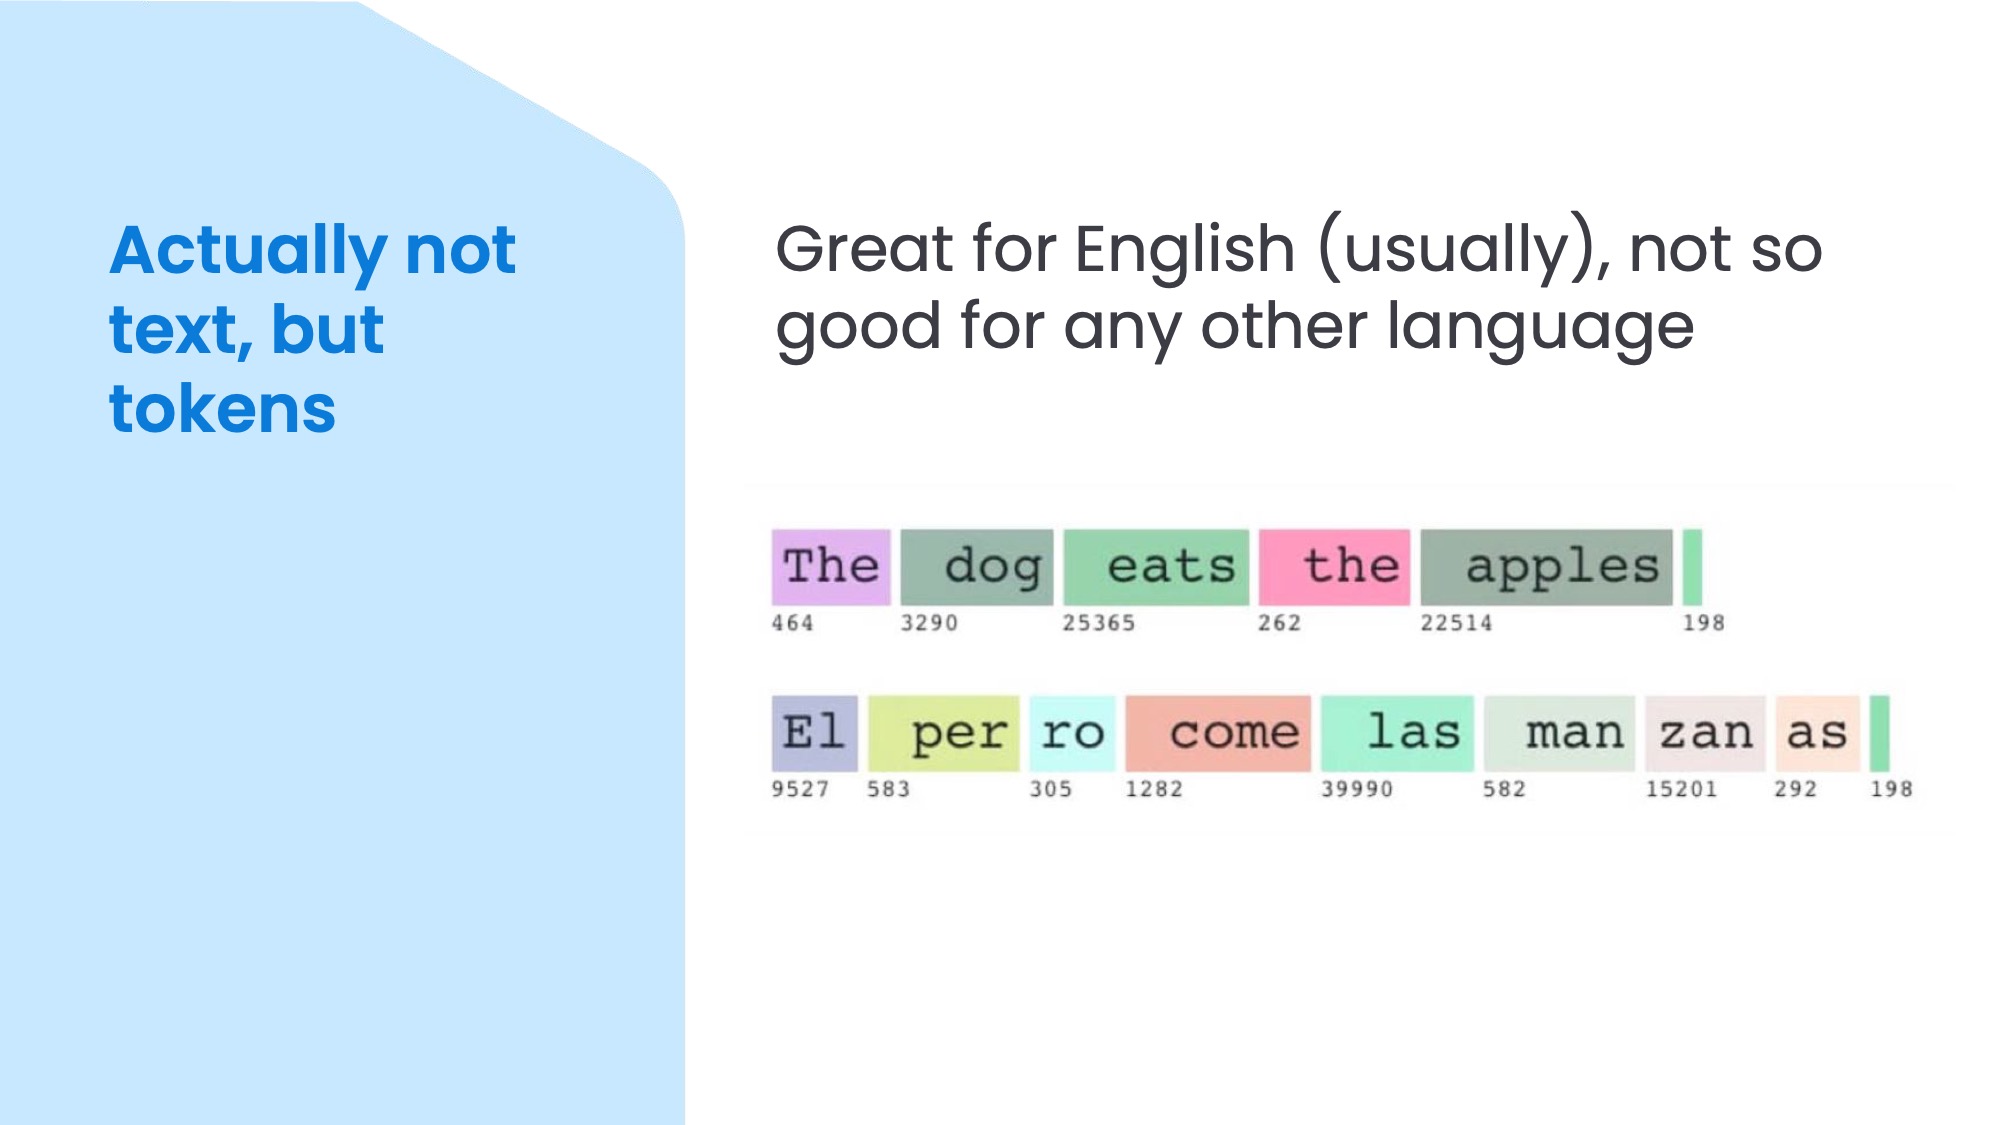 Actually not
text, but
tokens
Great for English (usually), not so
good for any other language
The dog eats the apples
464 3290 25365 262 22514 198
El per ro come las man zan as
9527 583 305 1282 39990 582 15201 292 198